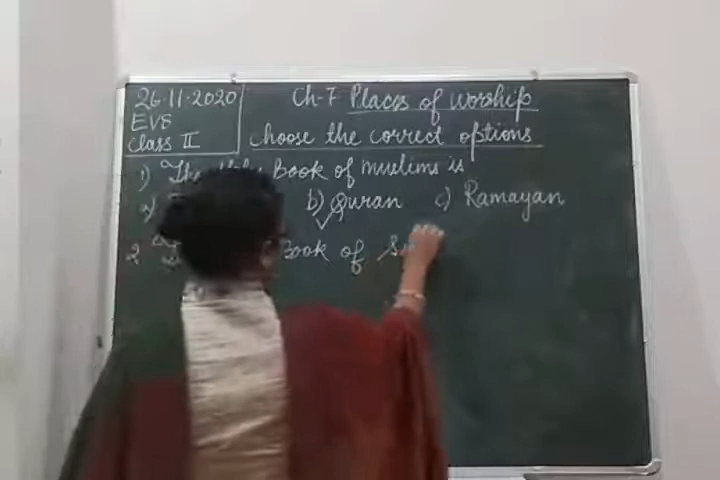 26.11.2020
EVS
Class II
Ch-7 Places of worship
choose the correct options
1) The Book of muslims is
b) Quran c) Ramayan
2 Book of